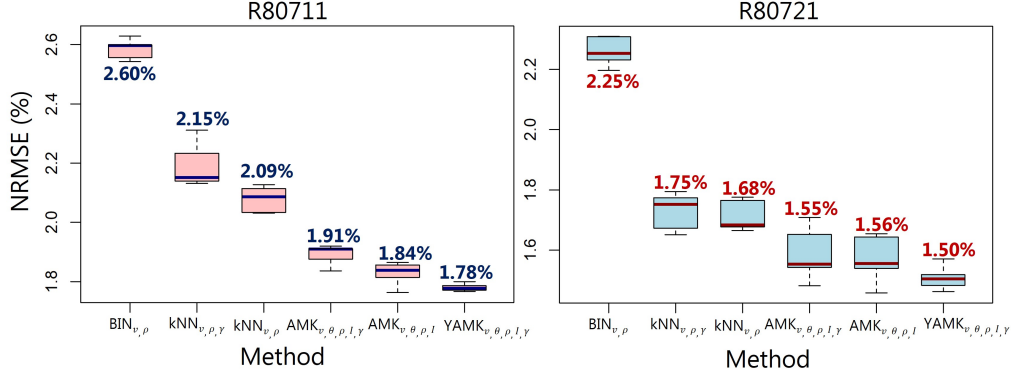 R80711
R80721
NRMSE (%)
2.6
2.4
2.2
2.0
1.8
2.60%
2.15%
2.09%
1.91%
1.84%
1.78%
BIN𝑣,ρ
kNN𝑣,ρ,γ
kNN𝑣,ρ
AMK𝑣,θ,ρ,I,γ
AMK𝑣,θ,ρ,I
YAMK𝑣,θ,ρ,I,γ
Method
2.2
2.0
1.8
1.6
2.25%
1.75%
1.68%
1.55%
1.56%
1.50%
BIN𝑣,ρ
kNN𝑣,ρ,γ
kNN𝑣,ρ
AMK𝑣,θ,ρ,I,γ
AMK𝑣,θ,ρ,I
YAMK𝑣,θ,ρ,I,γ
Method